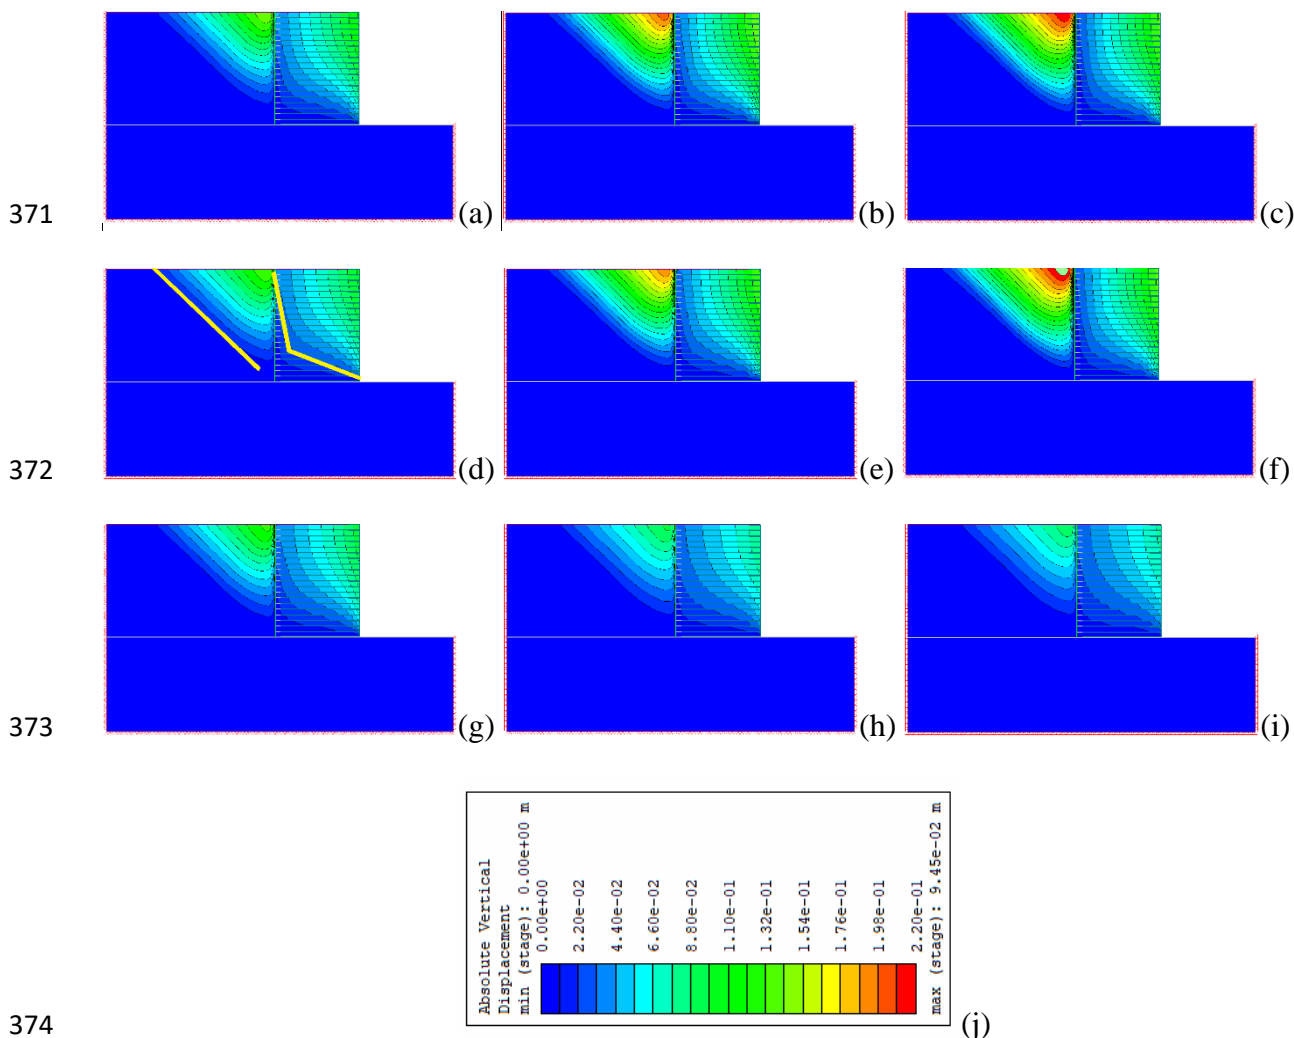 371 (a) (b) (c)
372 (d) (e) (f)
373 (g) (h) (i)
Absolute Vertical
Displacement
min (stage): 0.00e+00 m
0.00e+00
2.20e-02
4.40e-02
6.60e-02
8.80e-02
1.10e-01
1.32e-01
1.54e-01
1.76e-01
1.98e-01
2.20e-01
max (stage): 9.45e-02 m
374 (j)